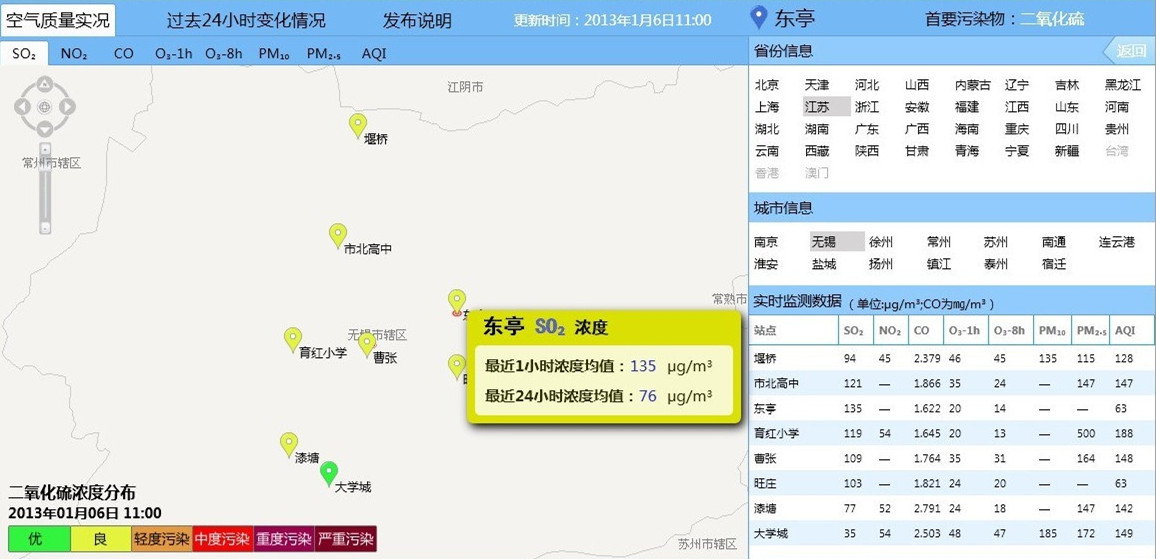 空气质量实况 过去24小时变化情况 发布说明 更新时间：2013年1月6日11:00
SO₂ NO₂ CO O₃-1h O₃-8h PM₁₀ PM₂.₅ AQI
江阴市
堰桥
常州市辖区
市北高中
常熟市
无锡市辖区
育红小学
曹张
东亭 SO₂ 浓度
最近1小时浓度均值：135 μg/m³
最近24小时浓度均值：76 μg/m³
漆塘
大学城
苏州市辖区
二氧化硫浓度分布
2013年01月06日 11:00
优 良 轻度污染 中度污染 重度污染 严重污染
东亭 首要污染物：二氧化硫
省份信息 返回
北京 天津 河北 山西 内蒙古 辽宁 吉林 黑龙江
上海 江苏 浙江 安徽 福建 江西 山东 河南
湖北 湖南 广东 广西 海南 重庆 四川 贵州
云南 西藏 陕西 甘肃 青海 宁夏 新疆 台湾
香港 澳门
城市信息
南京 无锡 徐州 常州 苏州 南通 连云港
淮安 盐城 扬州 镇江 泰州 宿迁
实时监测数据（单位:μg/m³;CO为mg/m³）
站点 SO₂ NO₂ CO O₃-1h O₃-8h PM₁₀ PM₂.₅ AQI
堰桥 94 45 2.379 46 45 135 115 128
市北高中 121 — 1.866 35 24 — 147 147
东亭 135 — 1.622 20 14 — — 63
育红小学 119 54 1.645 20 13 — 500 188
曹张 109 — 1.764 35 31 — 164 148
旺庄 103 — 1.821 24 20 — — 63
漆塘 77 52 2.791 24 18 — 147 142
大学城 35 54 2.503 48 47 185 172 149